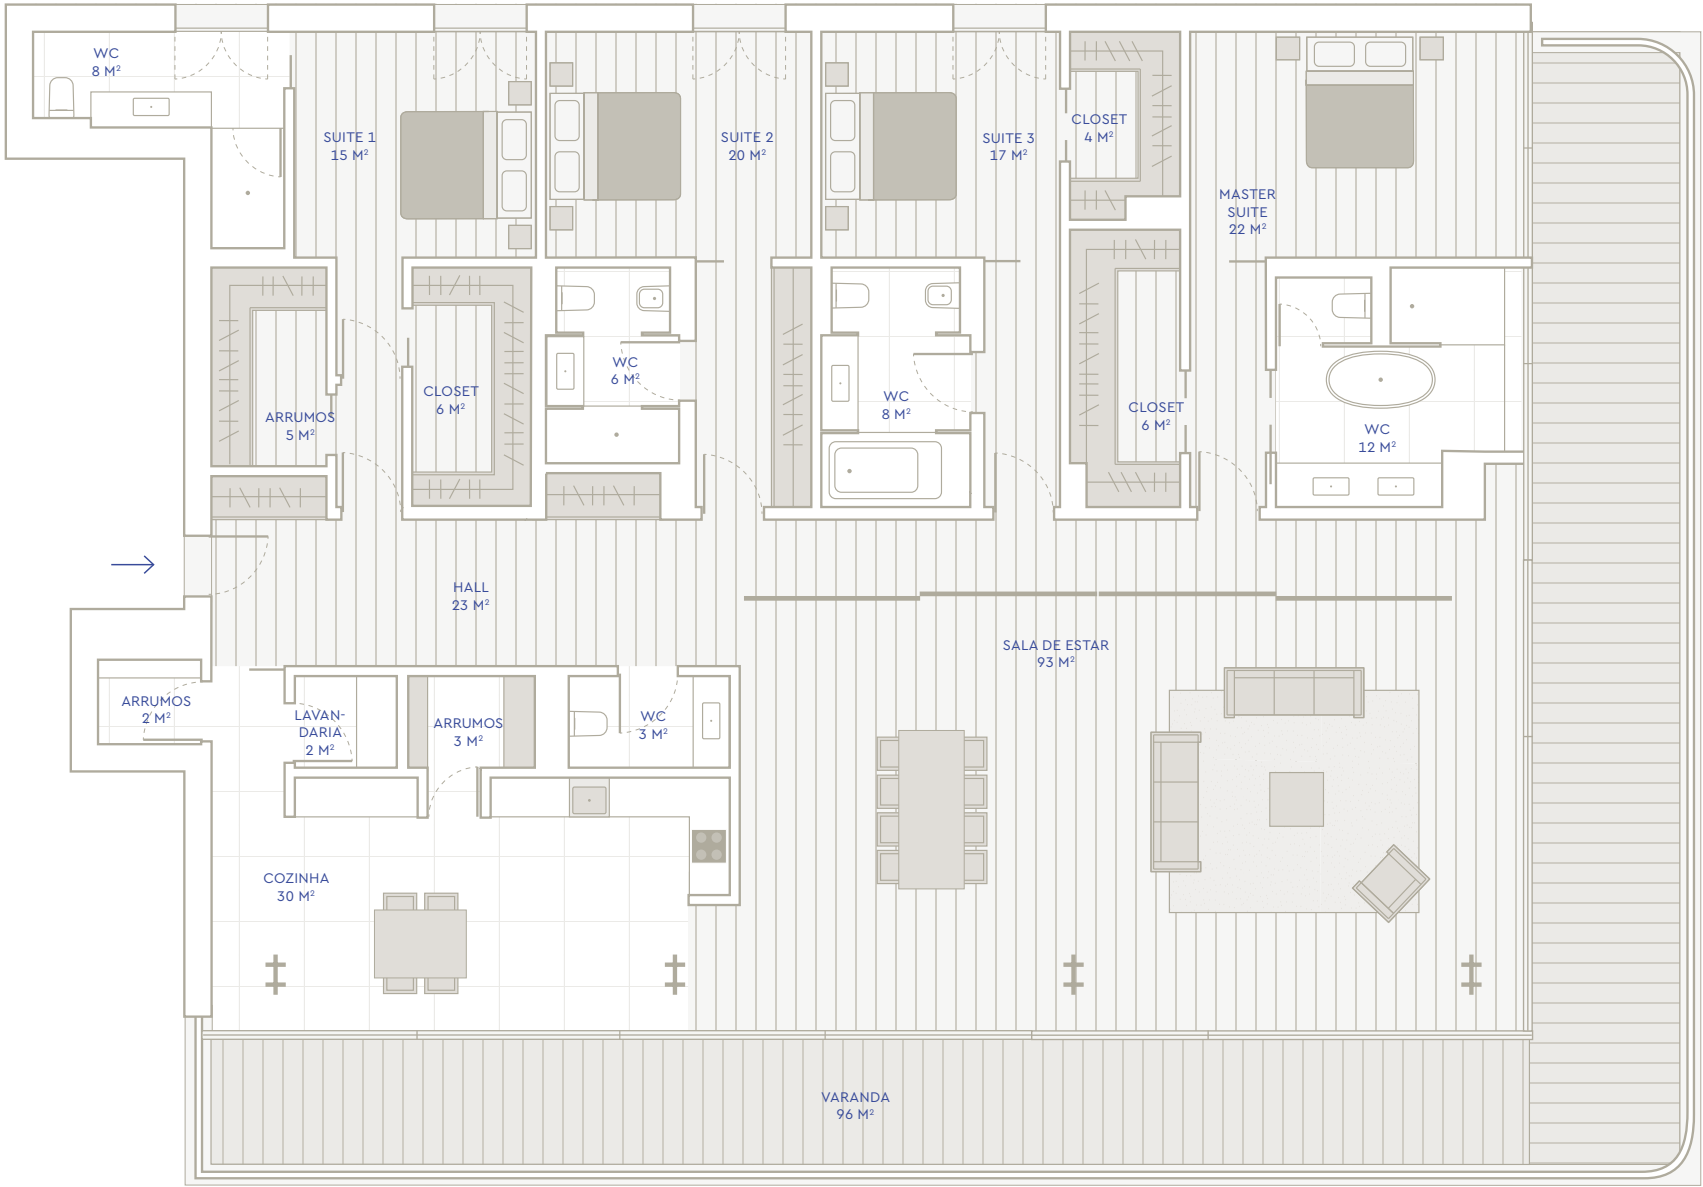 WC
8 M²
SUITE 1
15 M²
SUITE 2
20 M²
SUITE 3
17 M²
CLOSET
4 M²
MASTER
SUITE
22 M²
ARRUMOS
5 M²
CLOSET
6 M²
WC
6 M²
WC
8 M²
CLOSET
6 M²
WC
12 M²
HALL
23 M²
SALA DE ESTAR
93 M²
ARRUMOS
2 M²
LAVAN-
DARIA
2 M²
ARRUMOS
3 M²
WC
3 M²
COZINHA
30 M²
VARANDA
96 M²